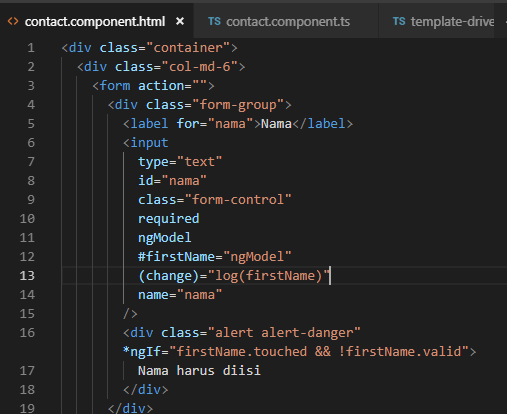 contact.component.html TS contact.component.ts TS template-drive
1 <div class="container">
2 <div class="col-md-6">
3 <form action="">
4 <div class="form-group">
5 <label for="nama">Nama</label>
6 <input
7 type="text"
8 id="nama"
9 class="form-control"
10 required
11 ngModel
12 #firstName="ngModel"
13 (change)="log(firstName)"
14 name="nama"
15 />
16 <div class="alert alert-danger"
*ngIf="firstName.touched && !firstName.valid">
17 Nama harus diisi
18 </div>
19 </div>